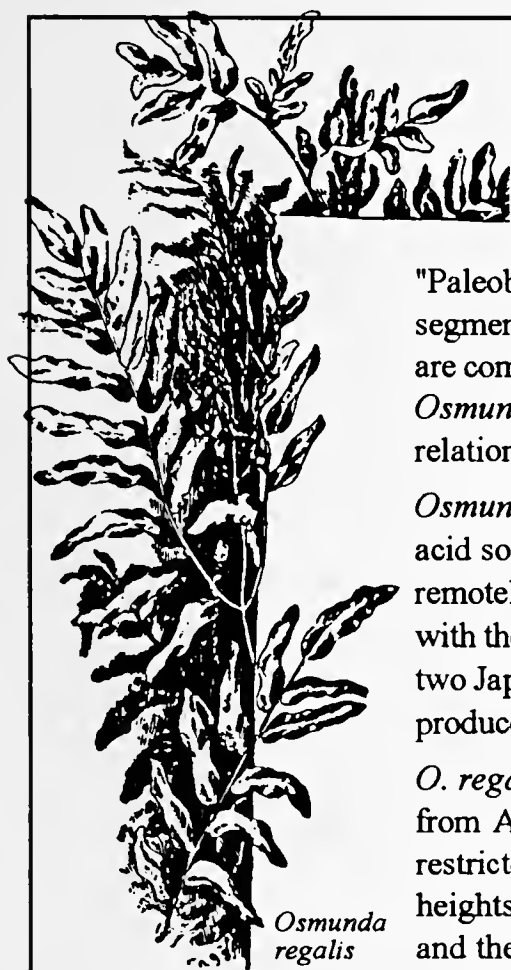 "Paleob
segmen
are com
Osmund
relation
Osmun
acid so
remotel
with the
two Jap
produce
O. rega
from A
restrict
heights
and the
Osmunda
regalis